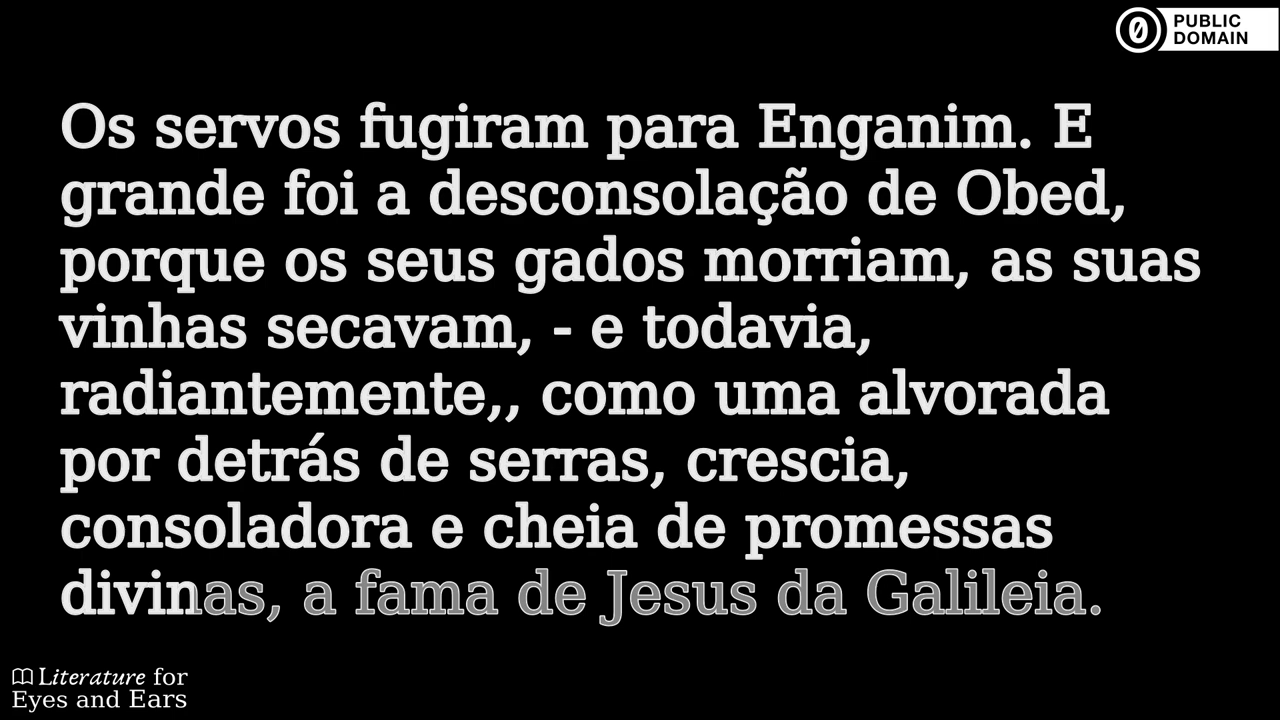 PUBLIC
DOMAIN
Os servos fugiram para Enganim. E
grande foi a desconsolação de Obed,
porque os seus gados morriam, as suas
vinhas secavam, - e todavia,
radiantemente,, como uma alvorada
por detrás de serras, crescia,
consoladora e cheia de promessas
divinas, a fama de Jesus da Galileia.
Literature for
Eyes and Ears